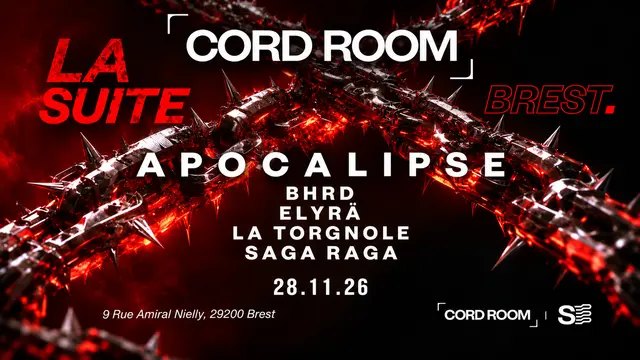 CORD ROOM
LA
SUITE
BREST.
APOCALIPSE
BHRD
ELYRÄ
LA TORGNOLE
SAGA RAGA
28.11.26
9 Rue Amiral Nielly, 29200 Brest
CORD ROOM
S